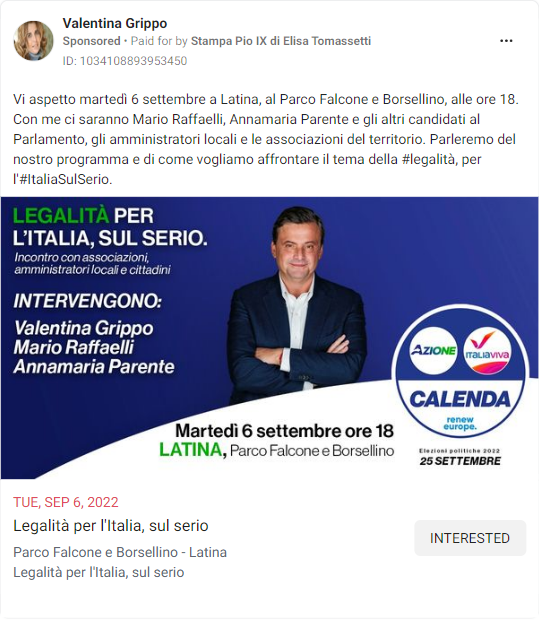 Valentina Grippo
Sponsored • Paid for by Stampa Pio IX di Elisa Tomassetti
ID: 1034108893953450
Vi aspetto martedì 6 settembre a Latina, al Parco Falcone e Borsellino, alle ore 18.
Con me ci saranno Mario Raffaelli, Annamaria Parente e gli altri candidati al
Parlamento, gli amministratori locali e le associazioni del territorio. Parleremo del
nostro programma e di come vogliamo affrontare il tema della #legalità, per
l'#ItaliaSulSerio.
LEGALITÀ PER
L'ITALIA, SUL SERIO.
Incontro con associazioni,
amministratori locali e cittadini
INTERVENGONO:
Valentina Grippo
Mario Raffaelli
Annamaria Parente
AZIONE
ITALIAVIVA
CALENDA
renew
europe.
Martedì 6 settembre ore 18
LATINA, Parco Falcone e Borsellino
Elezioni politiche 2022
25 SETTEMBRE
TUE, SEP 6, 2022
Legalità per l'Italia, sul serio
Parco Falcone e Borsellino - Latina
Legalità per l'Italia, sul serio
INTERESTED